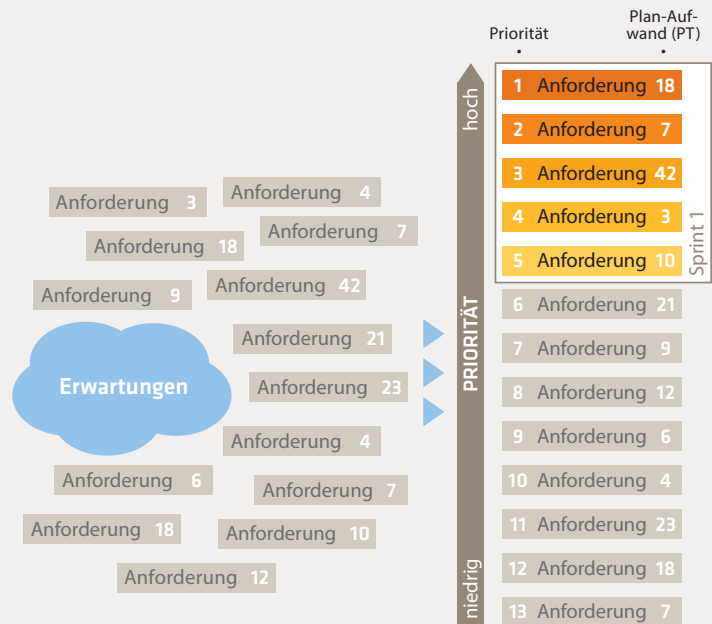 Priorität
Plan-Auf-
wand (PT)
•
•
Anforderung 3
Anforderung 4
Anforderung 7
Anforderung 18
Anforderung 42
Anforderung 9
Anforderung 21
Erwartungen
Anforderung 23
Anforderung 4
Anforderung 6
Anforderung 7
Anforderung 18
Anforderung 10
Anforderung 12
hoch
PRIORITÄT
niedrig
1 Anforderung 18
2 Anforderung 7
3 Anforderung 42
4 Anforderung 3
5 Anforderung 10
Sprint 1
6 Anforderung 21
7 Anforderung 9
8 Anforderung 12
9 Anforderung 6
10 Anforderung 4
11 Anforderung 23
12 Anforderung 18
13 Anforderung 7